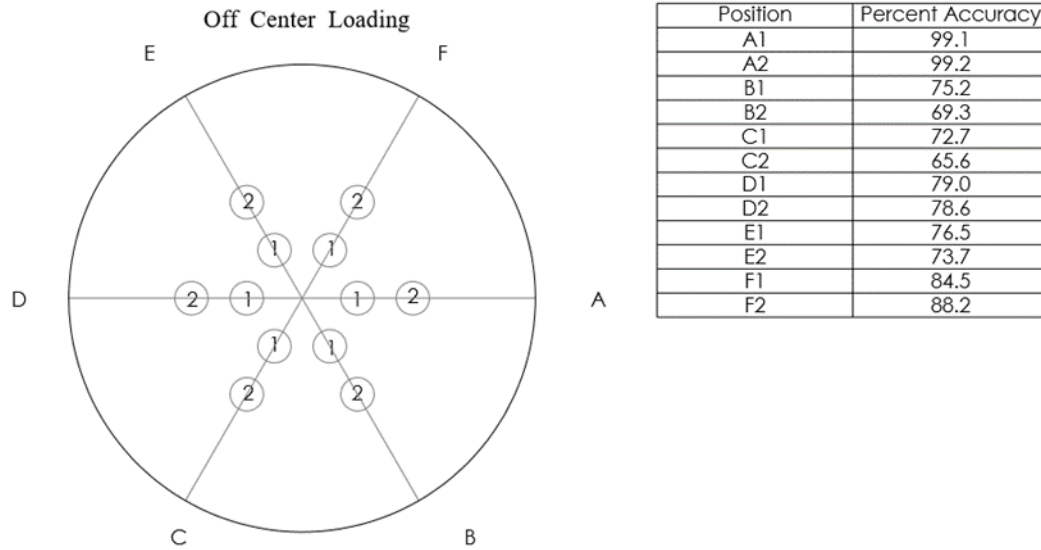 Off Center Loading
E
F
2
2
1
1
D
2
1
1
2
A
1
1
2
2
C
B
Position Percent Accuracy
A1 99.1
A2 99.2
B1 75.2
B2 69.3
C1 72.7
C2 65.6
D1 79.0
D2 78.6
E1 76.5
E2 73.7
F1 84.5
F2 88.2